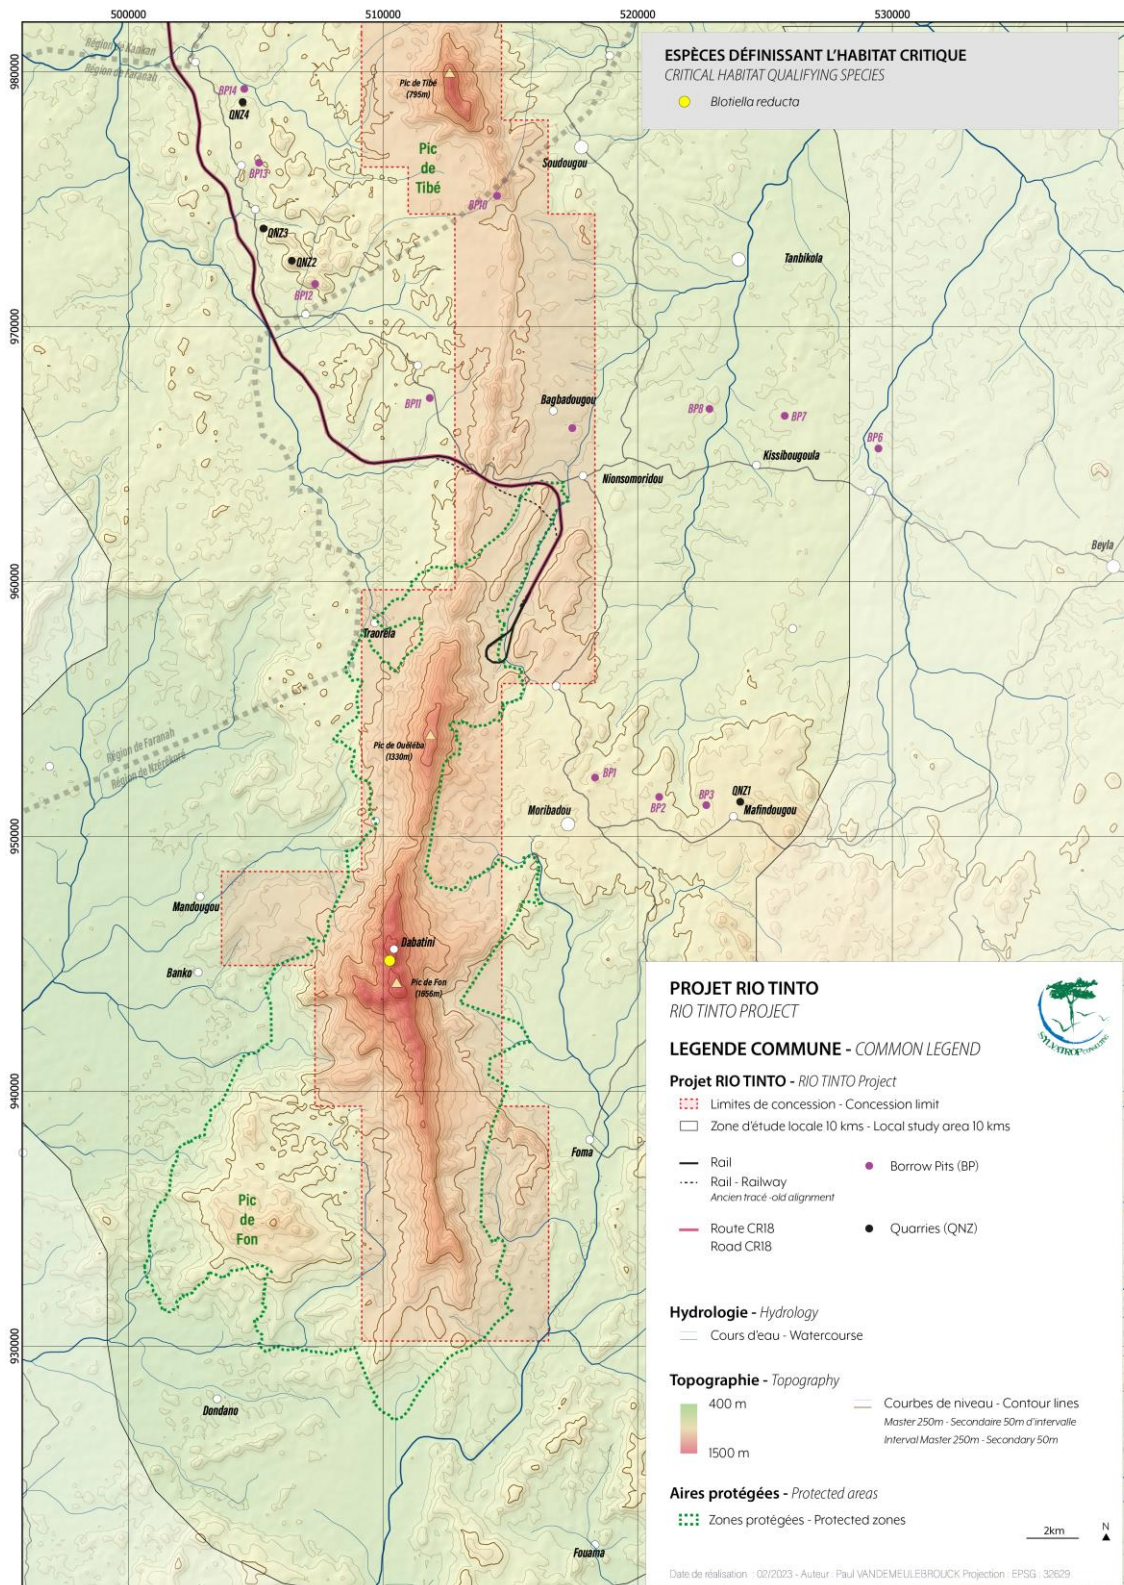 500000
510000
520000
530000
Région de Kankan
Région de Faranah
980000
970000
960000
950000
940000
930000
ESPÈCES DÉFINISSANT L'HABITAT CRITIQUE
CRITICAL HABITAT QUALIFYING SPECIES
Blotiella reducta
Pic de Tibé
(795m)
BP14
QNZ4
Pic
de
Tibé
Soudougou
BP13
BP10
QNZ3
QNZ2
Tanbikola
BP12
BP11
Bagbadougou
BP8
BP7
BP6
Kissibougoula
Nionsomoridou
Beyla
Traoréla
Région de Faranah
Région de Nzérékoré
Pic de Ouéléba
(1330m)
BP1
BP2
BP3
QNZ1
Mafindougou
Moribadou
Mandougou
Dabatini
Banko
Pic de Fon
(1656m)
Foma
Pic
de
Fon
Dondano
Fouama
PROJET RIO TINTO
RIO TINTO PROJECT
SYLVATROP CONSULTING
LEGENDE COMMUNE - COMMON LEGEND
Projet RIO TINTO - RIO TINTO Project
Limites de concession - Concession limit
Zone d'étude locale 10 kms - Local study area 10 kms
Rail
Borrow Pits (BP)
Rail - Railway
Ancien tracé -old alignment
Route CR18
Quarries (QNZ)
Road CR18
Hydrologie - Hydrology
Cours d'eau - Watercourse
Topographie - Topography
400 m
1500 m
Courbes de niveau - Contour lines
Master 250m - Secondaire 50m d'intervalle
Interval Master 250m - Secondary 50m
Aires protégées - Protected areas
Zones protégées - Protected zones
2km
N
Date de réalisation : 02/2023 - Auteur : Paul VANDEMEULEBROUCK Projection : EPSG : 32629